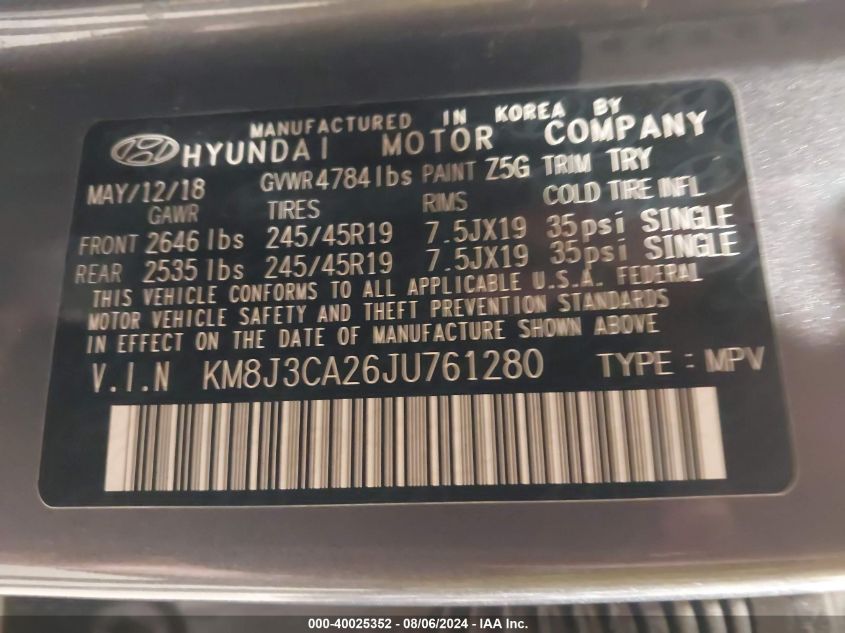 MANUFACTURED IN KOREA BY
HYUNDAI MOTOR COMPANY
MAY/12/18 GVWR 4784 lbs PAINT Z5G TRIM TRY
GAWR TIRES RIMS COLD TIRE INFL
FRONT 2646 lbs 245/45R19 7.5JX19 35psi SINGLE
REAR 2535 lbs 245/45R19 7.5JX19 35psi SINGLE
THIS VEHICLE CONFORMS TO ALL APPLICABLE U.S.A. FEDERAL
MOTOR VEHICLE SAFETY AND THEFT PREVENTION STANDARDS
IN EFFECT ON THE DATE OF MANUFACTURE SHOWN ABOVE
V.I.N KM8J3CA26JU761280 TYPE : MPV
000-40025352 - 08/06/2024 - IAA Inc.